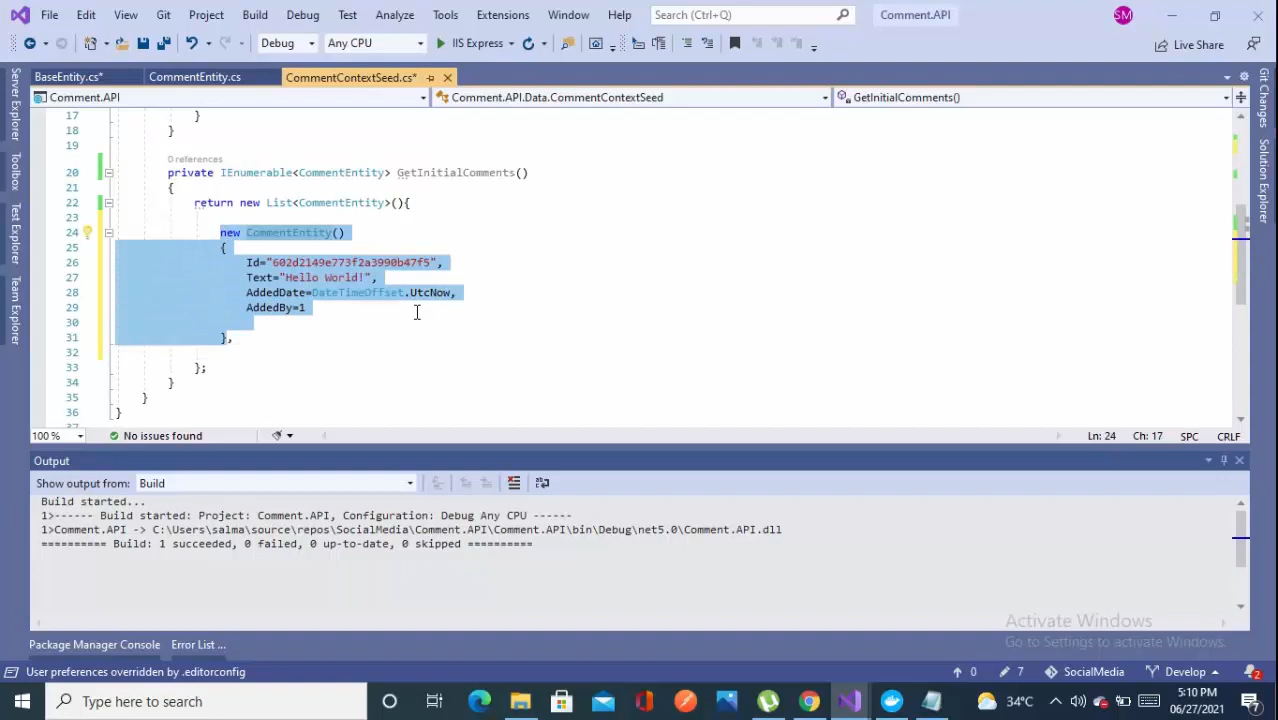 File Edit View Git Project Build Debug Test Analyze Tools Extensions Window Help Search (Ctrl+Q) Comment.API SM
Debug Any CPU IIS Express Live Share
BaseEntity.cs* CommentEntity.cs CommentContextSeed.cs*
Comment.API Comment.API.Data.CommentContextSeed GetInitialComments()
Server Explorer
Toolbox
Test Explorer
Team Explorer
Git Changes
Solution Explorer
17 }
18 }
19
0 references
20 private IEnumerable<CommentEntity> GetInitialComments()
21 {
22 return new List<CommentEntity>(){
23
24 new CommentEntity()
25 {
26 Id="602d2149e773f2a3990b47f5",
27 Text="Hello World!",
28 AddedDate=DateTimeOffset.UtcNow,
29 AddedBy=1
30
31 },
32
33 };
34 }
35 }
36 }
100 % No issues found Ln: 24 Ch: 17 SPC CRLF
Output
Show output from: Build
Build started...
1>------ Build started: Project: Comment.API, Configuration: Debug Any CPU ------
1>Comment.API -> C:\Users\salma\source\repos\SocialMedia\Comment.API\Comment.API\bin\Debug\net5.0\Comment.API.dll
========== Build: 1 succeeded, 0 failed, 0 up-to-date, 0 skipped ==========
Activate Windows
Go to Settings to activate Windows.
Package Manager Console Error List ...
User preferences overridden by .editorconfig 0 7 SocialMedia Develop 2
Type here to search 34°C 5:10 PM
06/27/2021 7